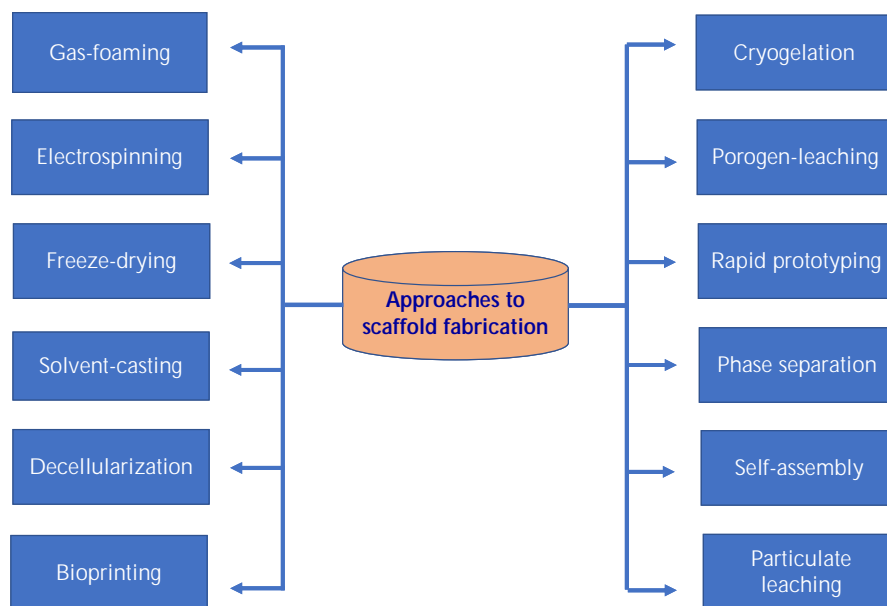 Gas-foaming
Electrospinning
Freeze-drying
Solvent-casting
Decellularization
Bioprinting
Approaches to
scaffold fabrication
Cryogelation
Porogen-leaching
Rapid prototyping
Phase separation
Self-assembly
Particulate
leaching